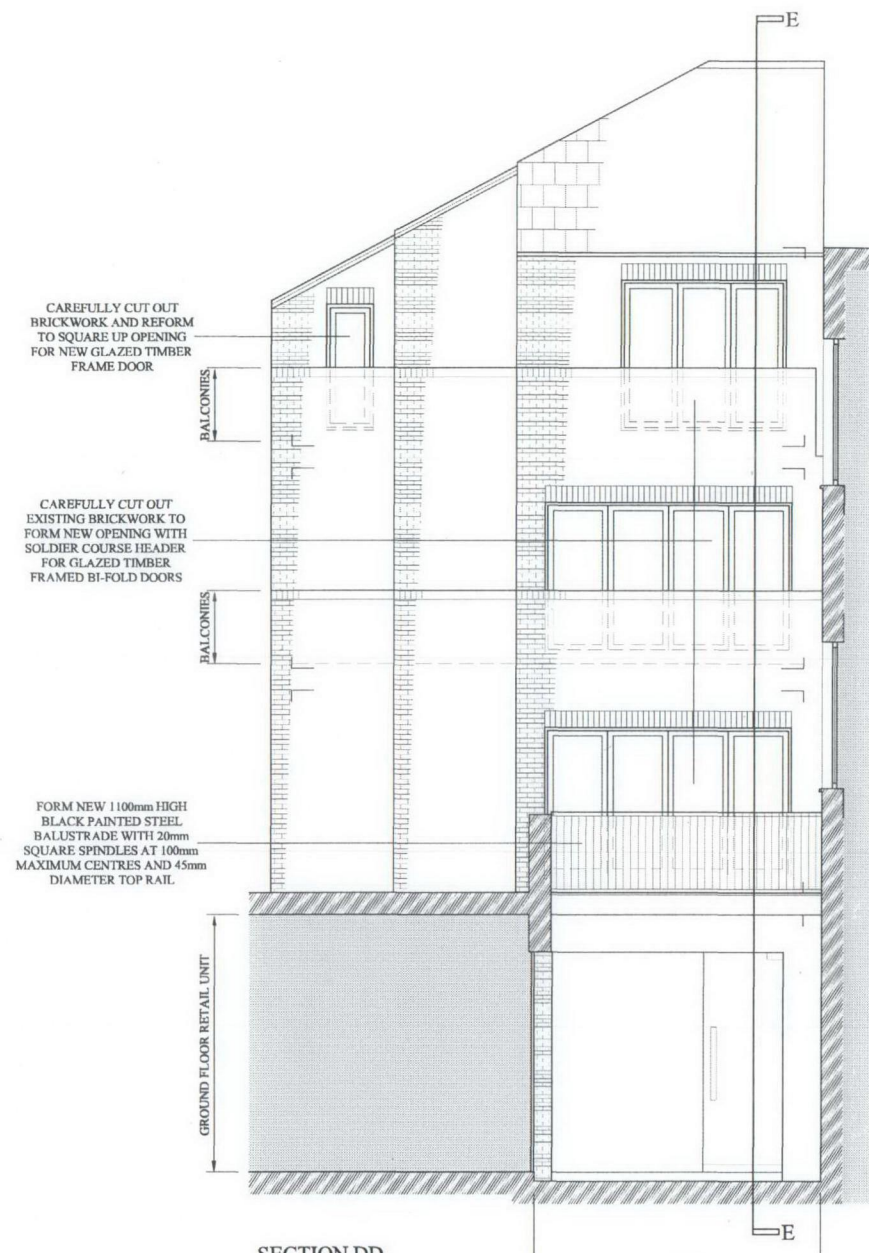 E
CAREFULLY CUT OUT
BRICKWORK AND REFORM
TO SQUARE UP OPENING
FOR NEW GLAZED TIMBER
FRAME DOOR
BALCONIES
CAREFULLY CUT OUT
EXISTING BRICKWORK TO
FORM NEW OPENING WITH
SOLDIER COURSE HEADER
FOR GLAZED TIMBER
FRAMED BI-FOLD DOORS
BALCONIES
FORM NEW 1100mm HIGH
BLACK PAINTED STEEL
BALUSTRADE WITH 20mm
SQUARE SPINDLES AT 100mm
MAXIMUM CENTRES AND 45mm
DIAMETER TOP RAIL
GROUND FLOOR RETAIL UNIT
E
SECTION DD